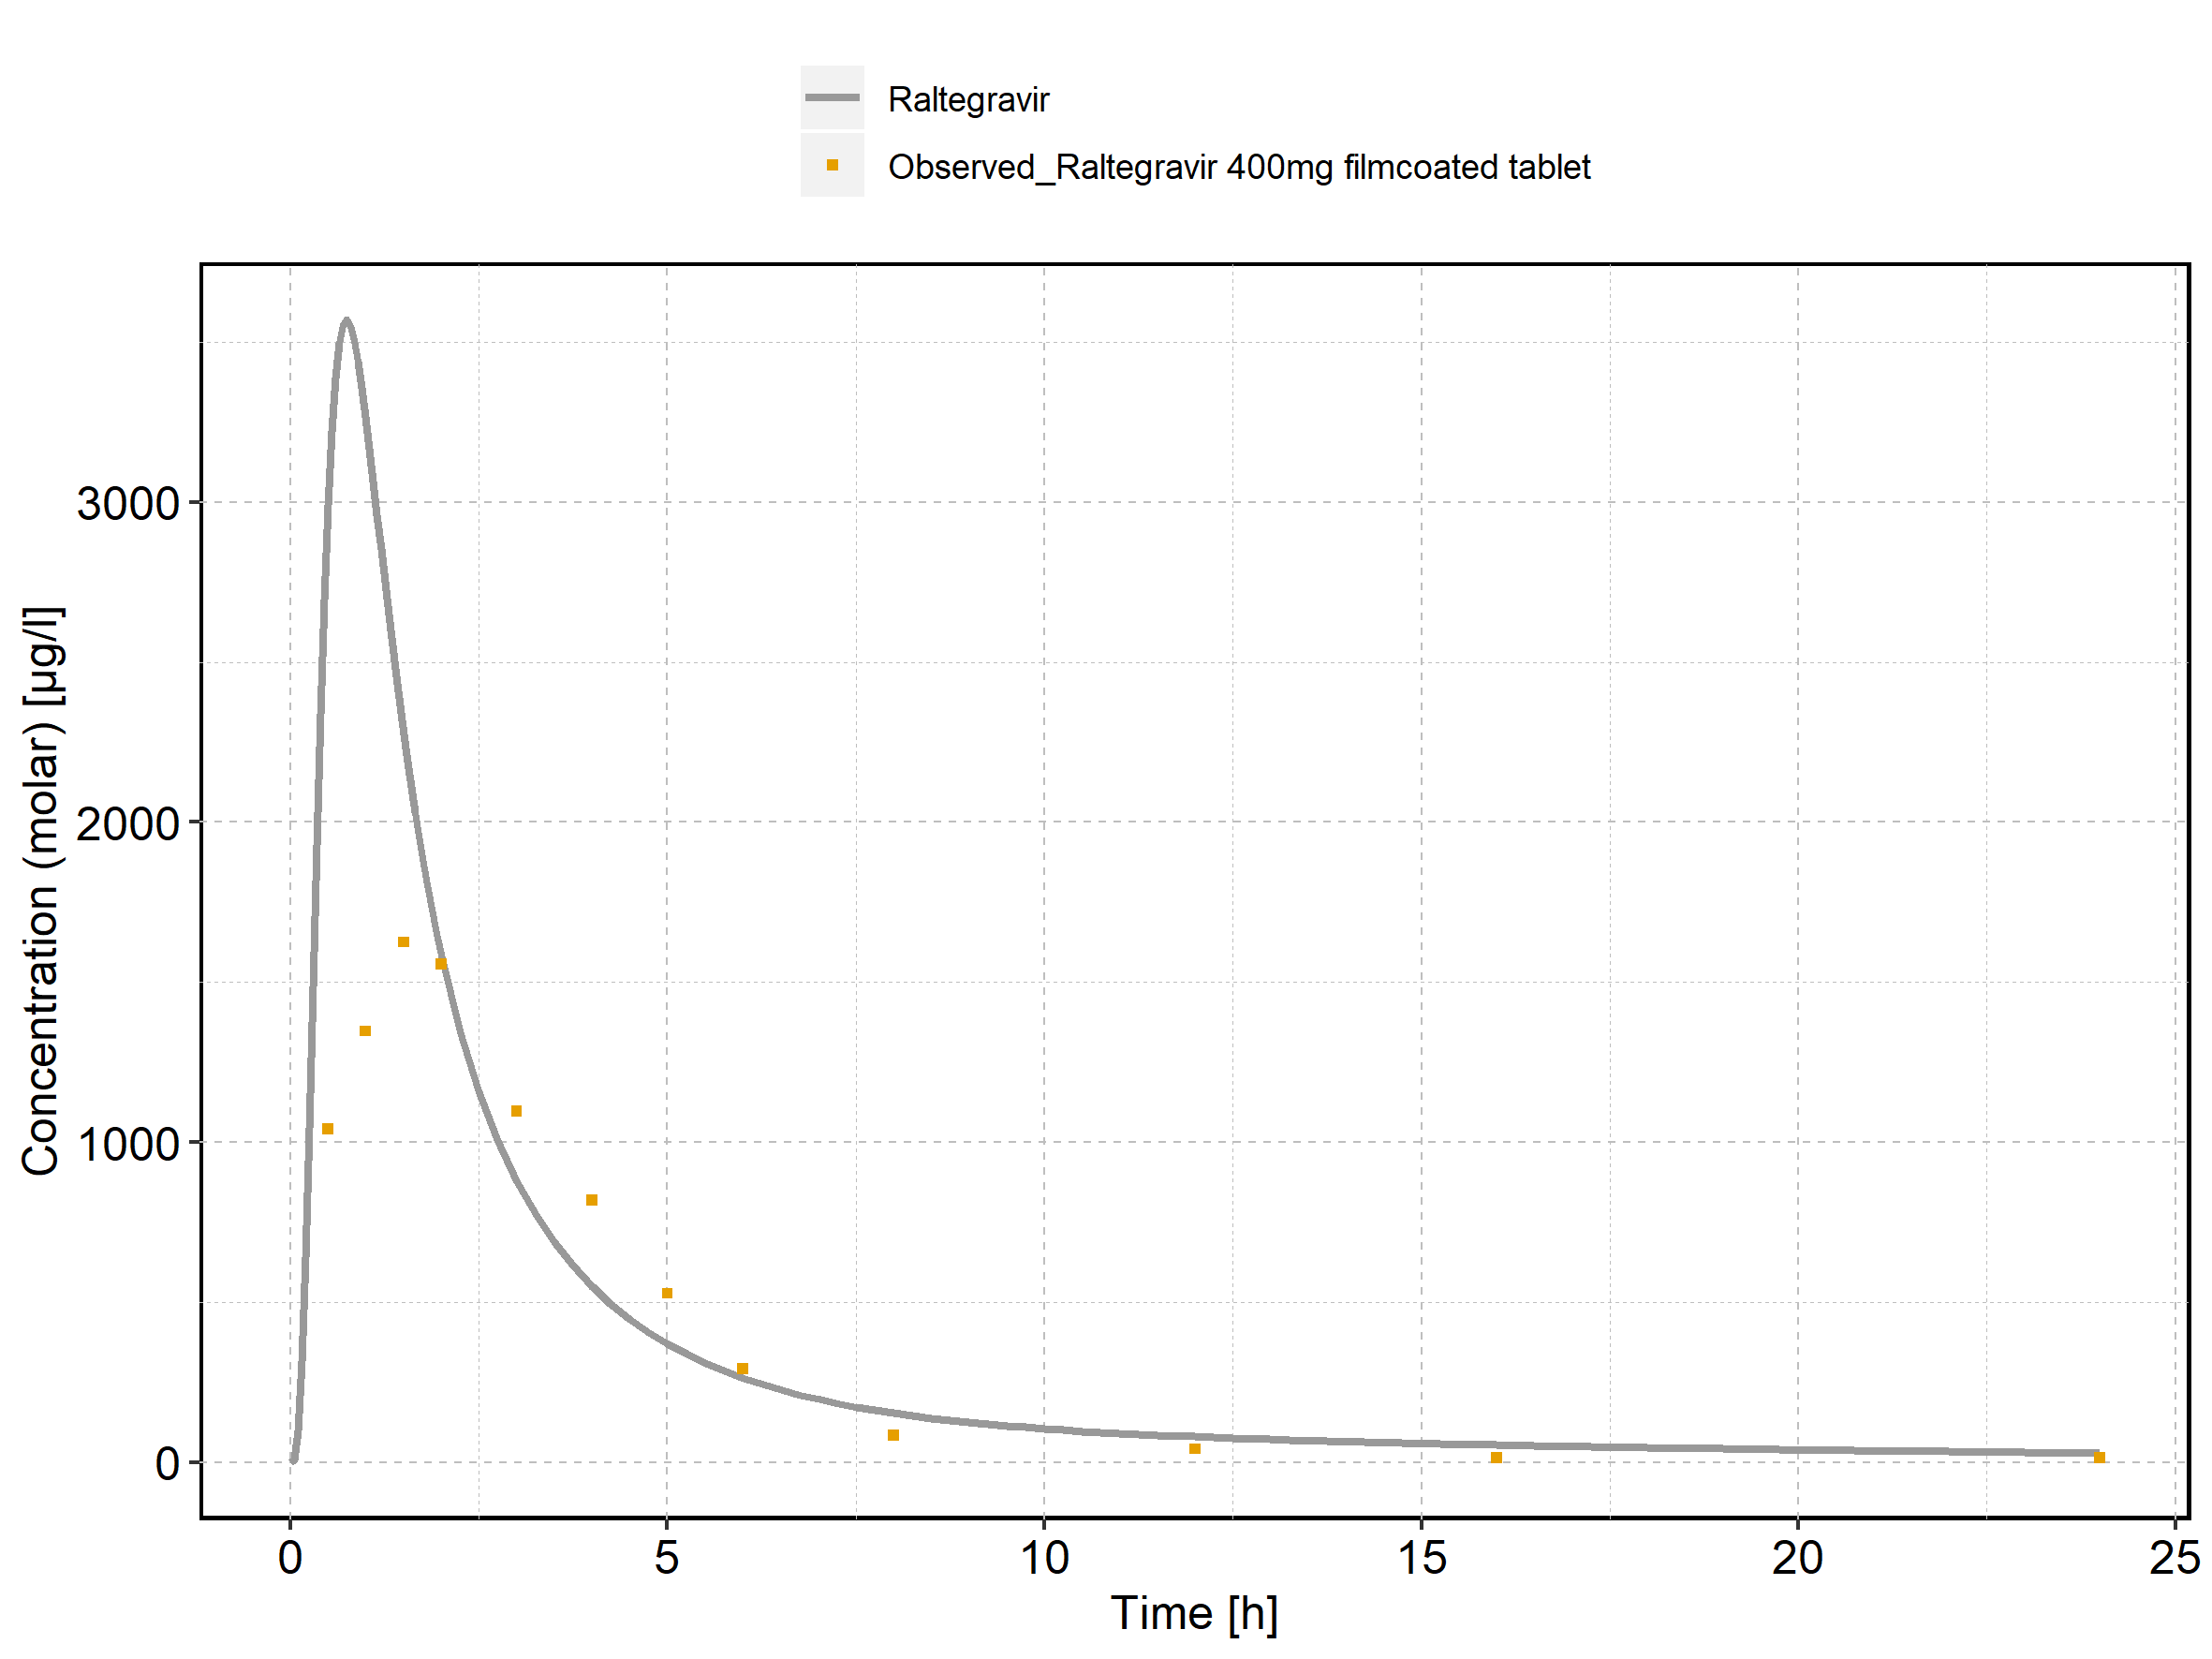 Raltegravir
Observed_Raltegravir 400mg filmcoated tablet
Concentration (molar) [µg/l]
3000
2000
1000
0
0 5 10 15 20 25
Time [h]